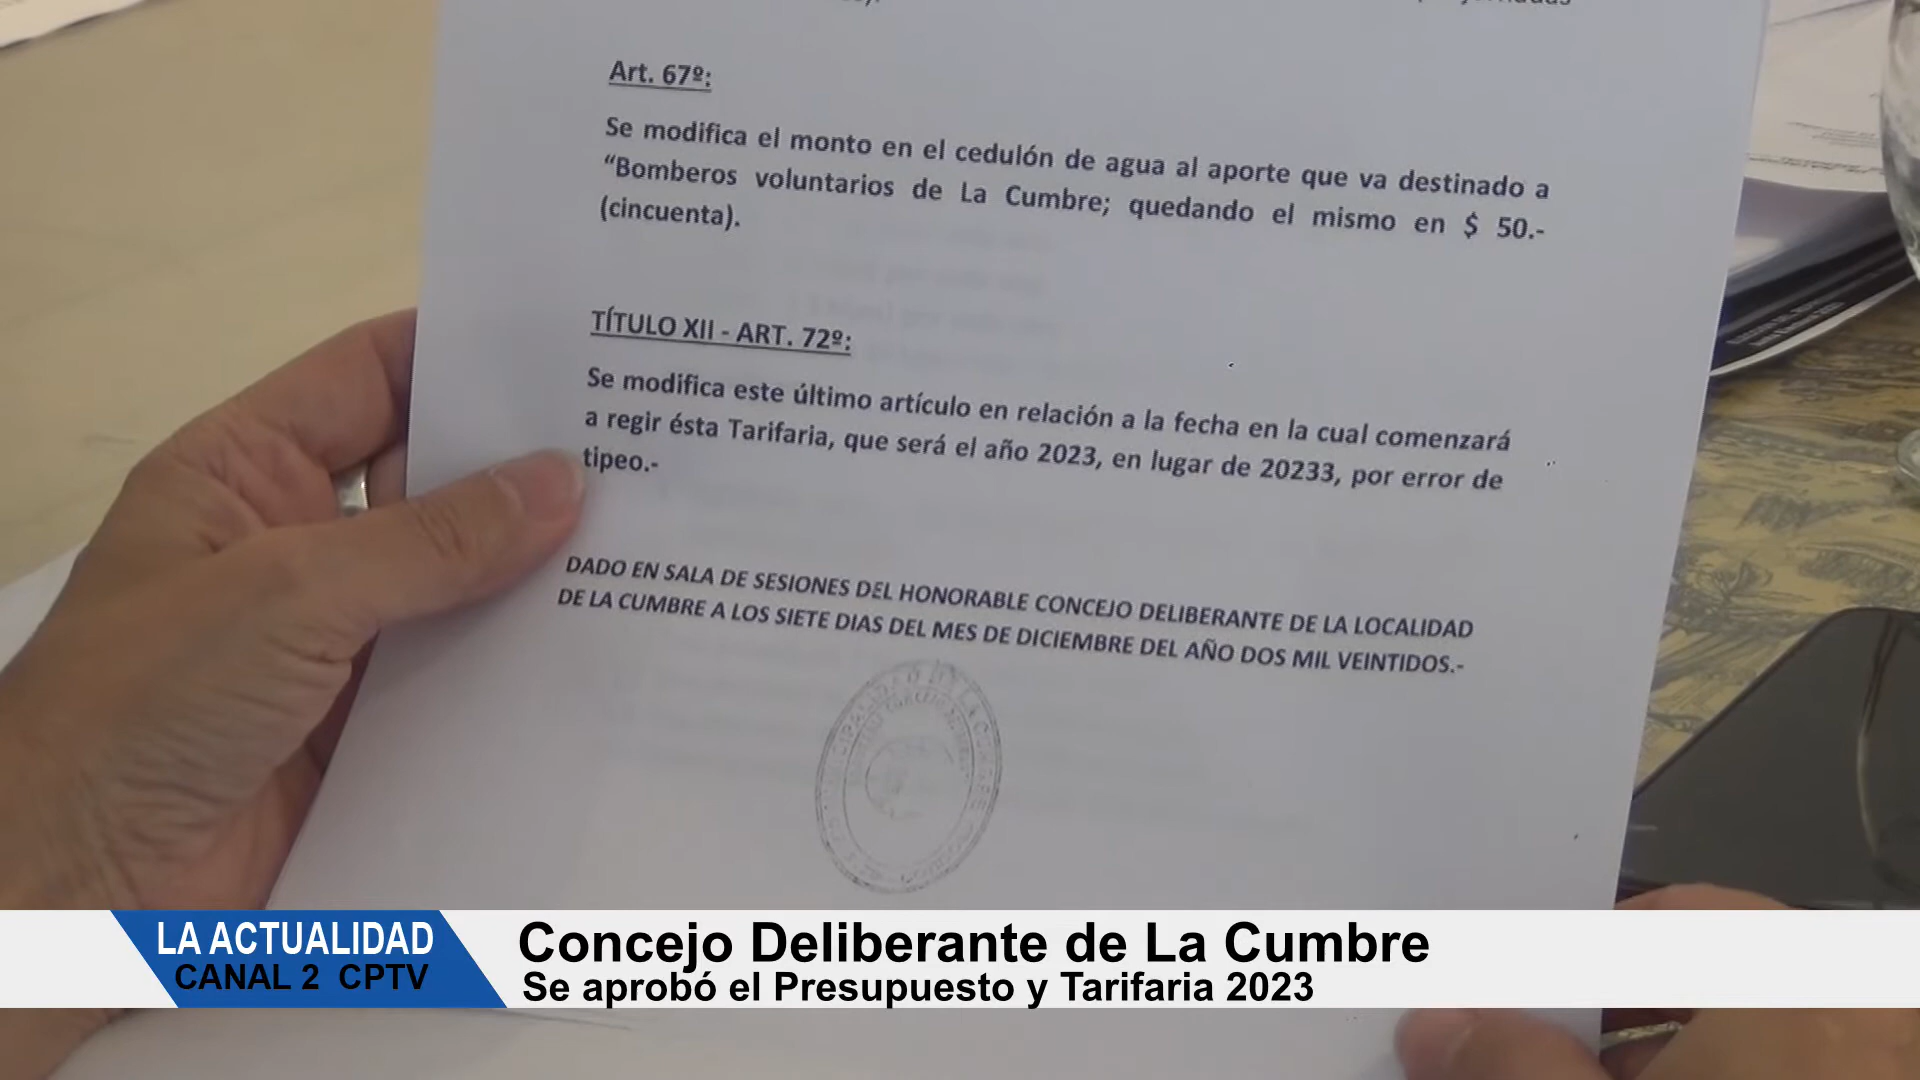 Art. 67º:
Se modifica el monto en el cedulón de agua al aporte que va destinado a
“Bomberos voluntarios de La Cumbre; quedando el mismo en $ 50.-
(cincuenta).
TÍTULO XII - ART. 72º:
Se modifica este último artículo en relación a la fecha en la cual comenzará
a regir ésta Tarifaria, que será el año 2023, en lugar de 20233, por error de
tipeo.-
DADO EN SALA DE SESIONES DEL HONORABLE CONCEJO DELIBERANTE DE LA LOCALIDAD
DE LA CUMBRE A LOS SIETE DIAS DEL MES DE DICIEMBRE DEL AÑO DOS MIL VEINTIDOS.-
LA ACTUALIDAD
CANAL 2 CPTV
Concejo Deliberante de La Cumbre
Se aprobó el Presupuesto y Tarifaria 2023